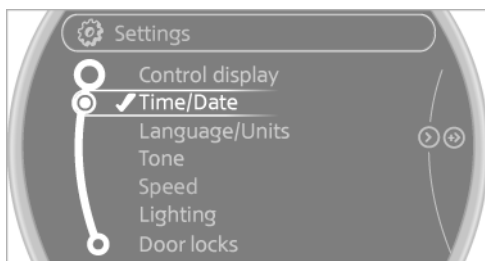 Settings
Control display
Time/Date
Language/Units
Tone
Speed
Lighting
Door locks